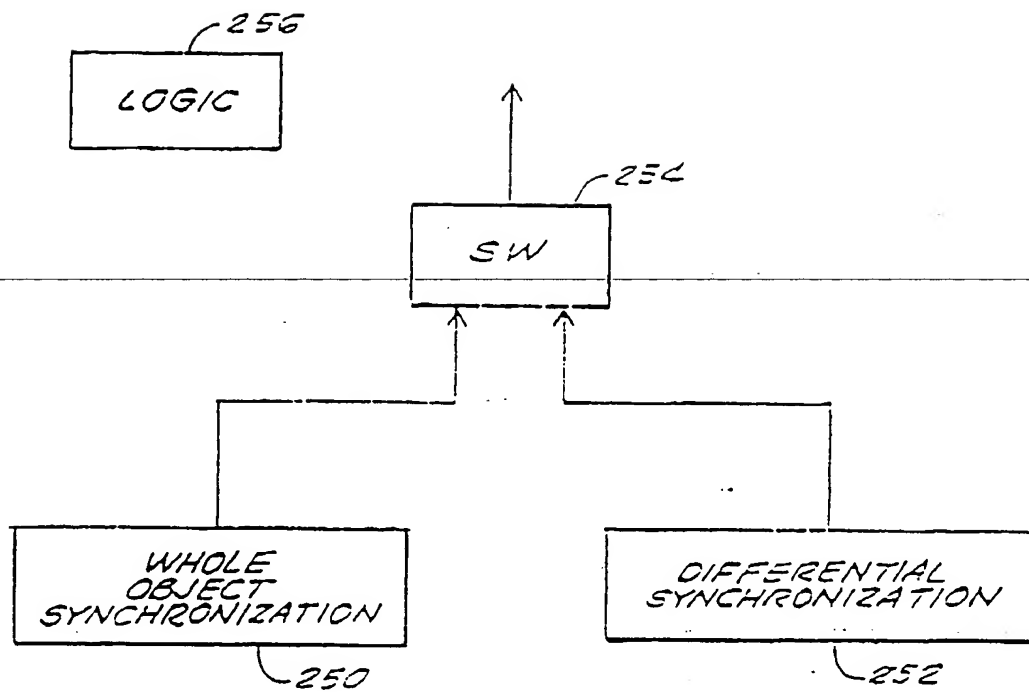 256
LOGIC
254
SW
WHOLE
OBJECT
SYNCHRONIZATION
DIFFERENTIAL
SYNCHRONIZATION
250
252